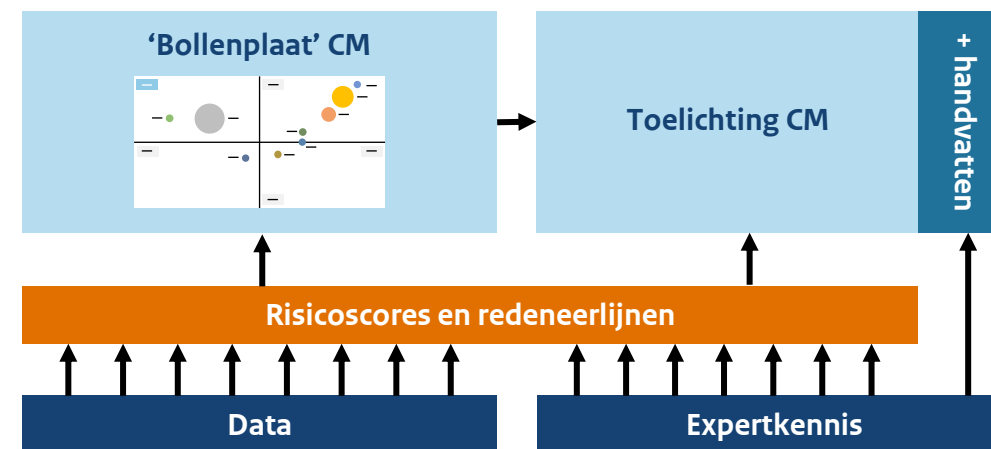 ‘Bollenplaat’ CM
Toelichting CM
+ handvatten
Risicoscores en redeneerlijnen
Data
Expertkennis